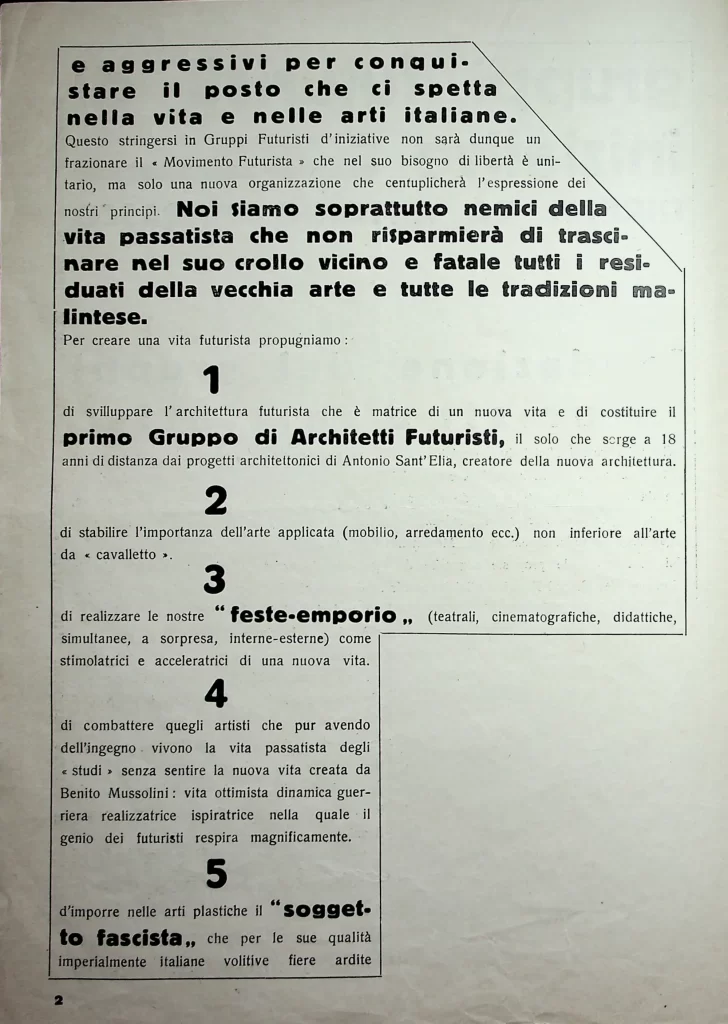 e aggressivi per conqui-
stare il posto che ci spetta
nella vita e nelle arti italiane.
Questo stringersi in Gruppi Futuristi d'iniziative non sarà dunque un
frazionare il « Movimento Futurista » che nel suo bisogno di libertà è uni-
tario, ma solo una nuova organizzazione che centuplicherà l'espressione dei
nostri principi. Noi siamo soprattutto nemici della
vita passatista che non risparmierà di trasci-
nare nel suo crollo vicino e fatale tutti i resi-
duati della vecchia arte e tutte le tradizioni ma-
lintese.
Per creare una vita futurista propugniamo :
1
di svilluppare l'architettura futurista che è matrice di un nuova vita e di costituire il
primo Gruppo di Architetti Futuristi, il solo che sorge a 18
anni di distanza dai progetti architettonici di Antonio Sant'Elia, creatore della nuova architettura.
2
di stabilire l'importanza dell'arte applicata (mobilio, arredamento ecc.) non inferiore all'arte
da « cavalletto ».
3
di realizzare le nostre “feste-emporio„ (teatrali, cinematografiche, didattiche,
simultanee, a sorpresa, interne-esterne) come
stimolatrici e acceleratrici di una nuova vita.
4
di combattere quegli artisti che pur avendo
dell'ingegno vivono la vita passatista degli
« studi » senza sentire la nuova vita creata da
Benito Mussolini : vita ottimista dinamica guer-
riera realizzatrice ispiratrice nella quale il
genio dei futuristi respira magnificamente.
5
d'imporre nelle arti plastiche il “sogget-
to fascista„ che per le sue qualità
imperialmente italiane volitive fiere ardite
2